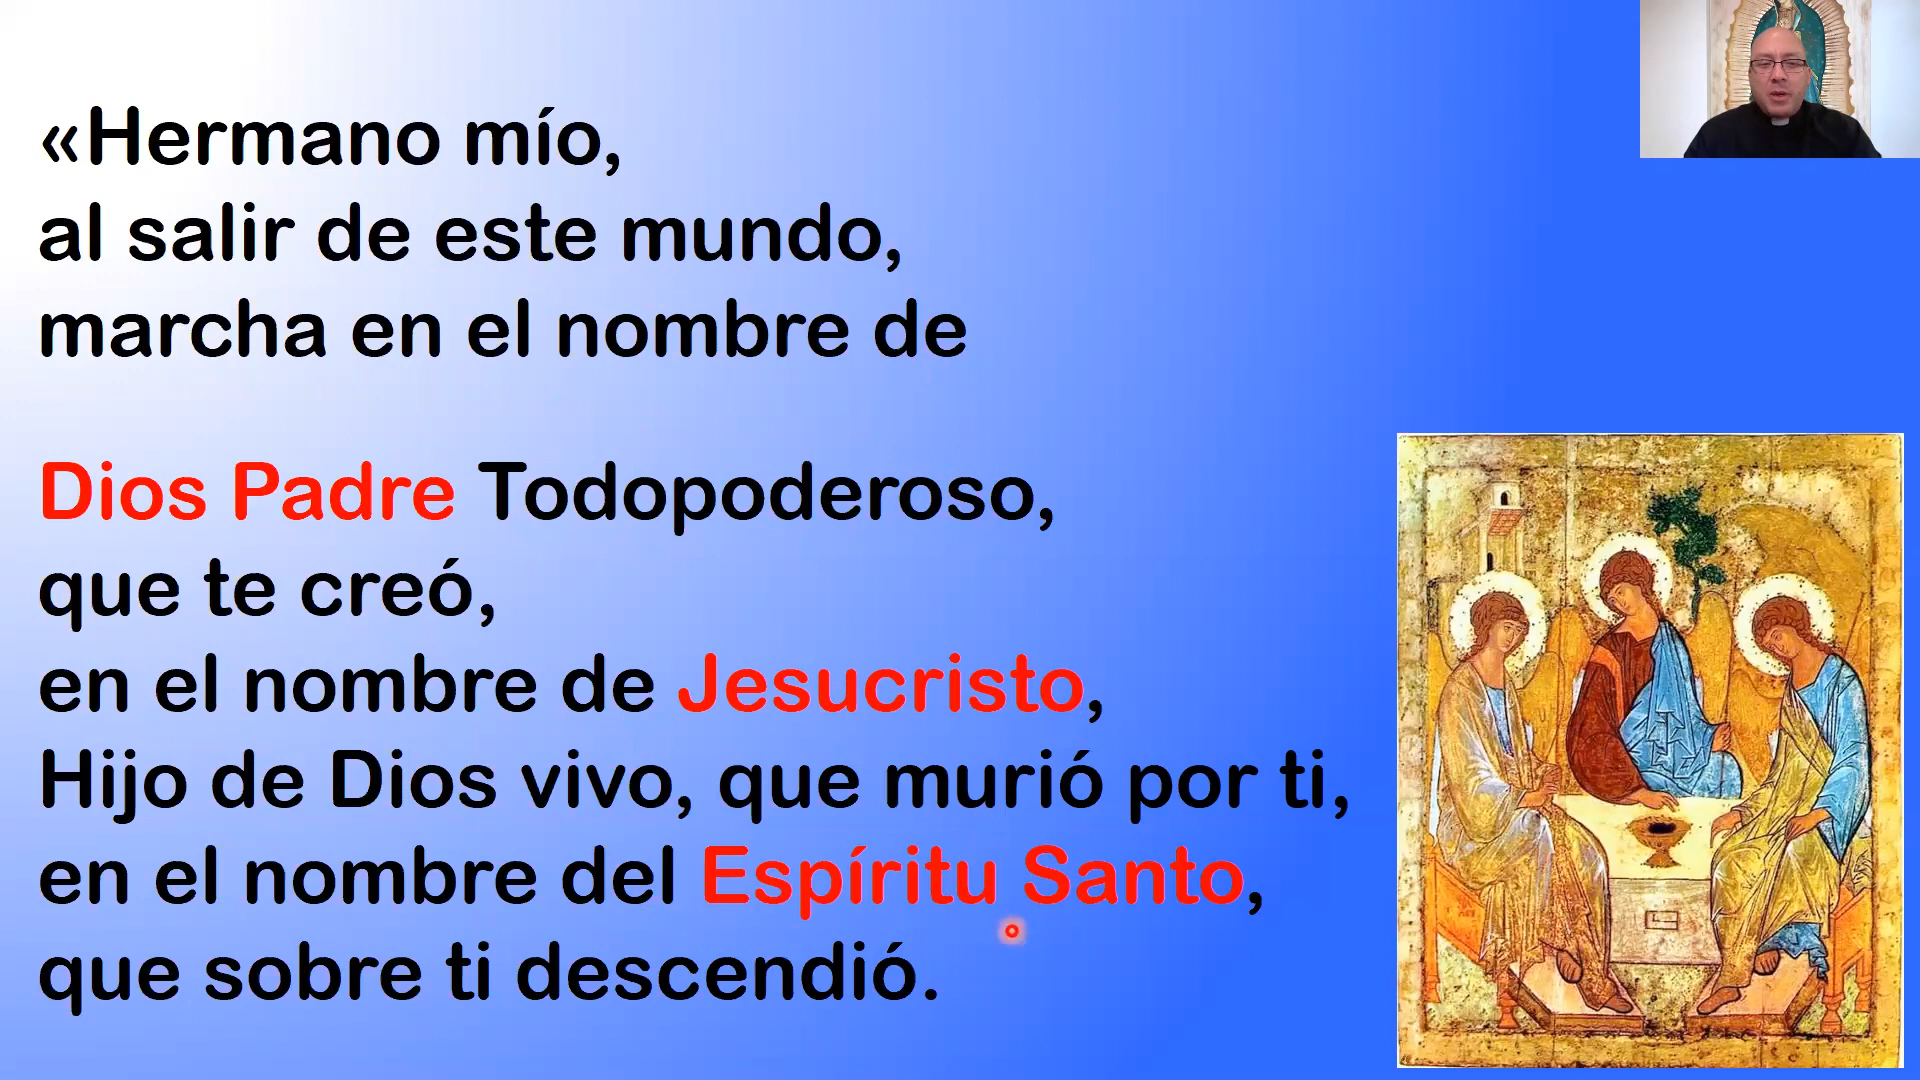 «Hermano mío,
al salir de este mundo,
marcha en el nombre de
Dios Padre Todopoderoso,
que te creó,
en el nombre de Jesucristo,
Hijo de Dios vivo, que murió por ti,
en el nombre del Espíritu Santo,
que sobre ti descendió.